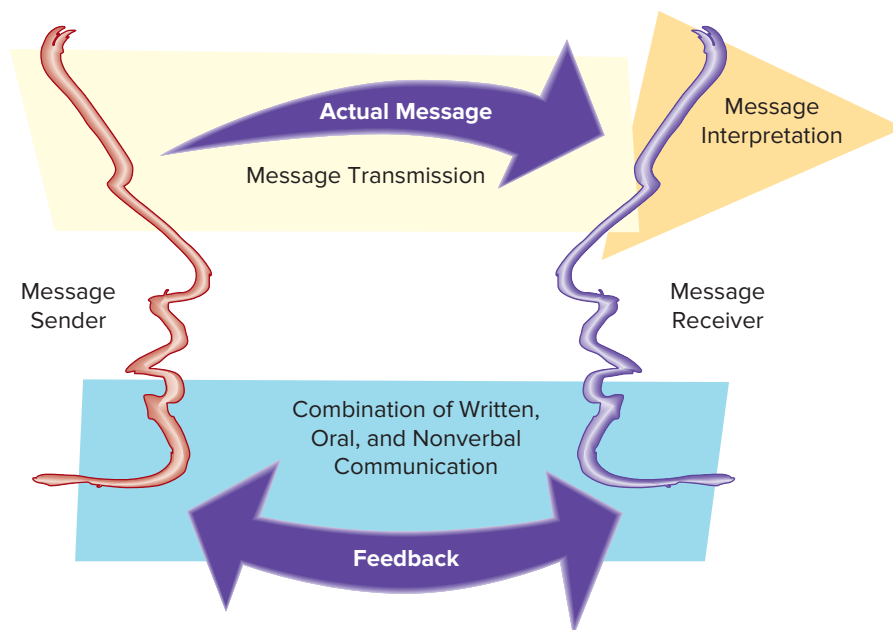 Actual Message
Message Transmission
Message
Interpretation
Message
Sender
Message
Receiver
Combination of Written,
Oral, and Nonverbal
Communication
Feedback